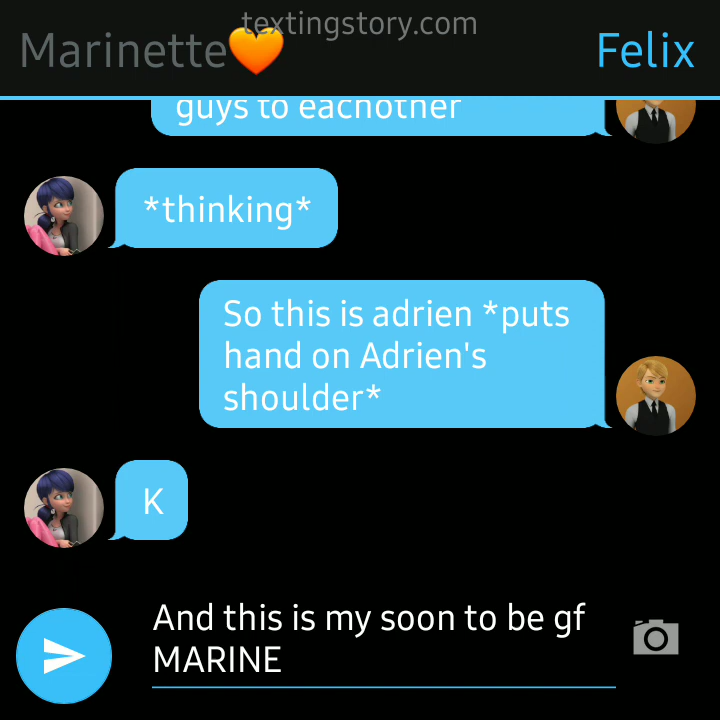 textingstory.com
Marinette🧡 Felix
guys to eachother
*thinking*
So this is adrien *puts
hand on Adrien's
shoulder*
K
And this is my soon to be gf
MARINE